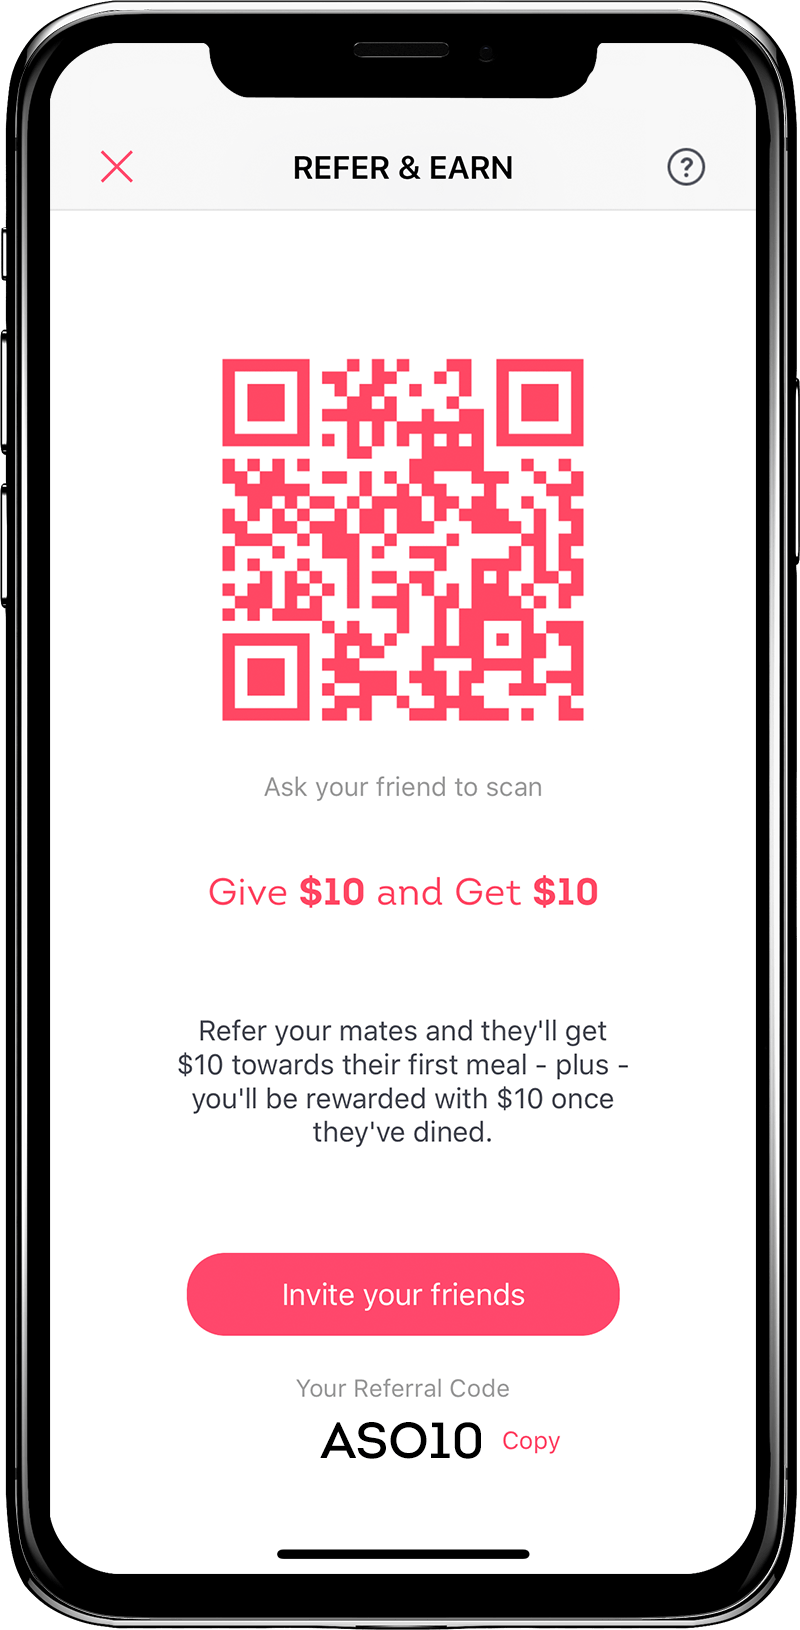 REFER & EARN
?
Ask your friend to scan
Give $10 and Get $10
Refer your mates and they'll get
$10 towards their first meal - plus -
you'll be rewarded with $10 once
they've dined.
Invite your friends
Your Referral Code
ASO10 Copy